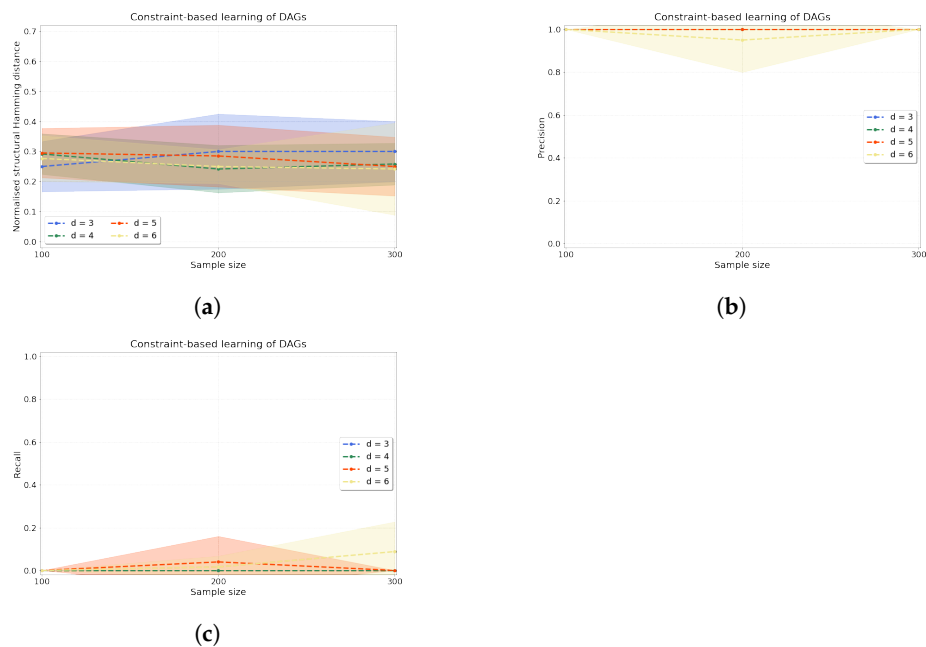 Constraint-based learning of DAGs
Normalised structural Hamming distance
0.7
0.6
0.5
0.4
0.3
0.2
0.1
0.0
d = 3
d = 5
d = 4
d = 6
100
200
300
Sample size
(a)
Constraint-based learning of DAGs
Precision
1.0
0.8
0.6
0.4
0.2
0.0
d = 3
d = 4
d = 5
d = 6
100
200
300
Sample size
(b)
Constraint-based learning of DAGs
Recall
1.0
0.8
0.6
0.4
0.2
0.0
d = 3
d = 4
d = 5
d = 6
100
200
300
Sample size
(c)